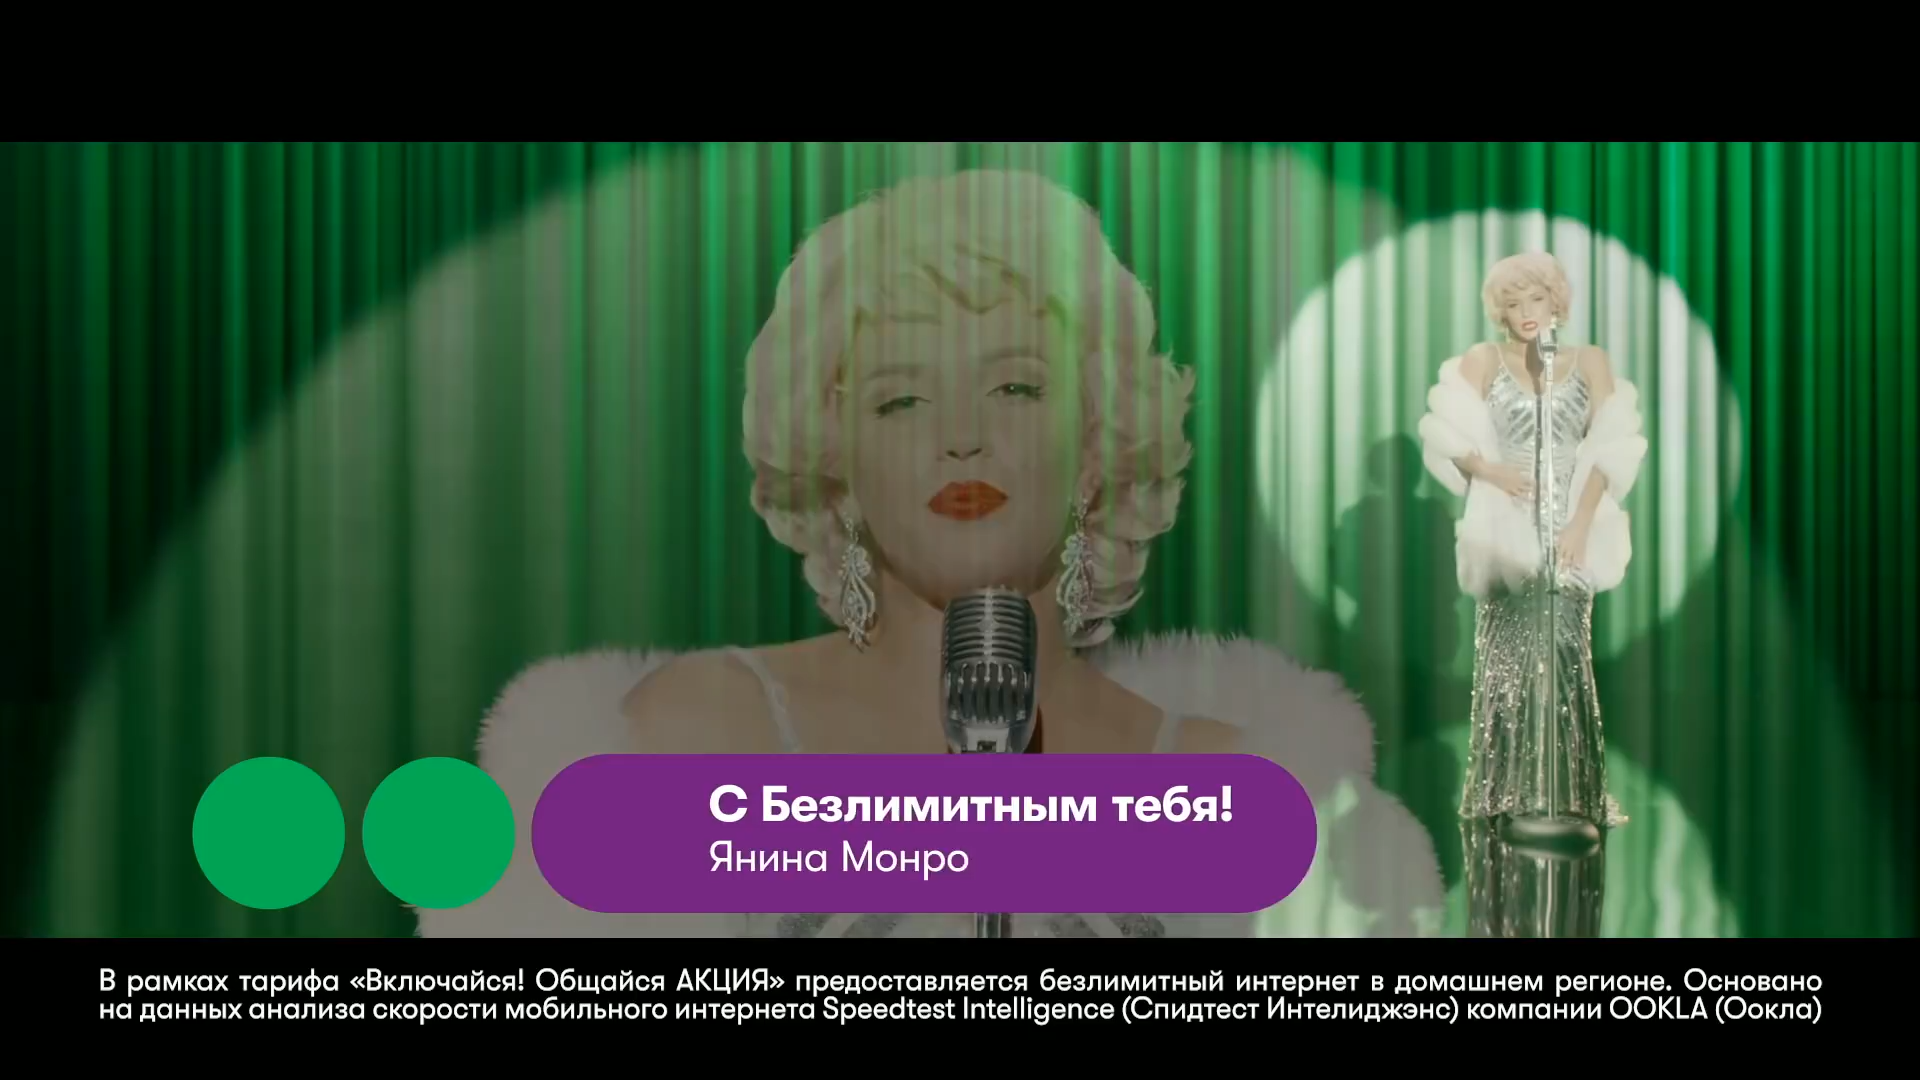 С Безлимитным тебя!
Янина Монро
В рамках тарифа «Включайся! Общайся АКЦИЯ» предоставляется безлимитный интернет в домашнем регионе. Основано
на данных анализа скорости мобильного интернета Speedtest Intelligence (Спидтест Интелиджэнс) компании OOKLA (Оокла)